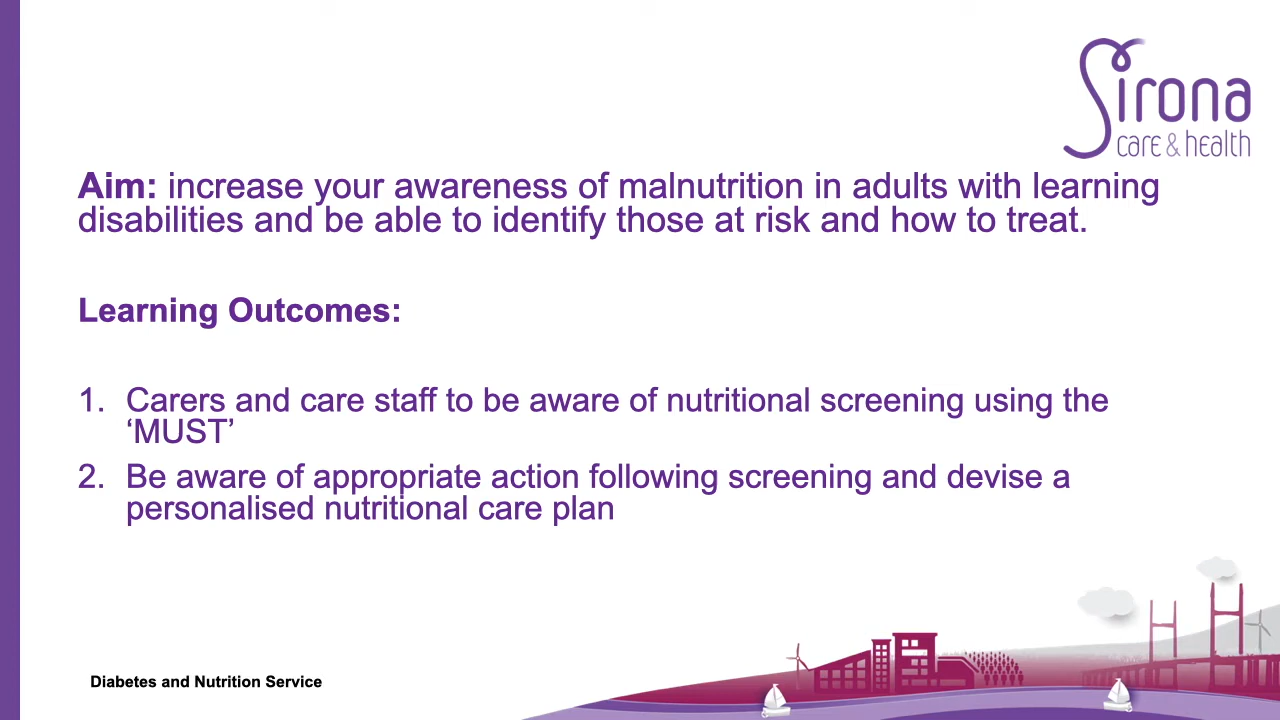 Sirona
care & health
Aim: increase your awareness of malnutrition in adults with learning
disabilities and be able to identify those at risk and how to treat.
Learning Outcomes:
1. Carers and care staff to be aware of nutritional screening using the
‘MUST’
2. Be aware of appropriate action following screening and devise a
personalised nutritional care plan
Diabetes and Nutrition Service